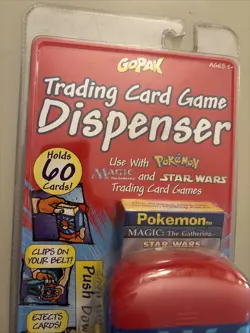 GOPAK
AGES 5+
Trading Card Game
Dispenser
Holds
60
Cards!
Use With POKéMON
MAGIC and STAR WARS
Trading Card Games
Pokemon
MAGIC: The Gathering
STAR WARS
CLIPS ON
YOUR BELT!
Push Dow
EJECTS
CARDS!